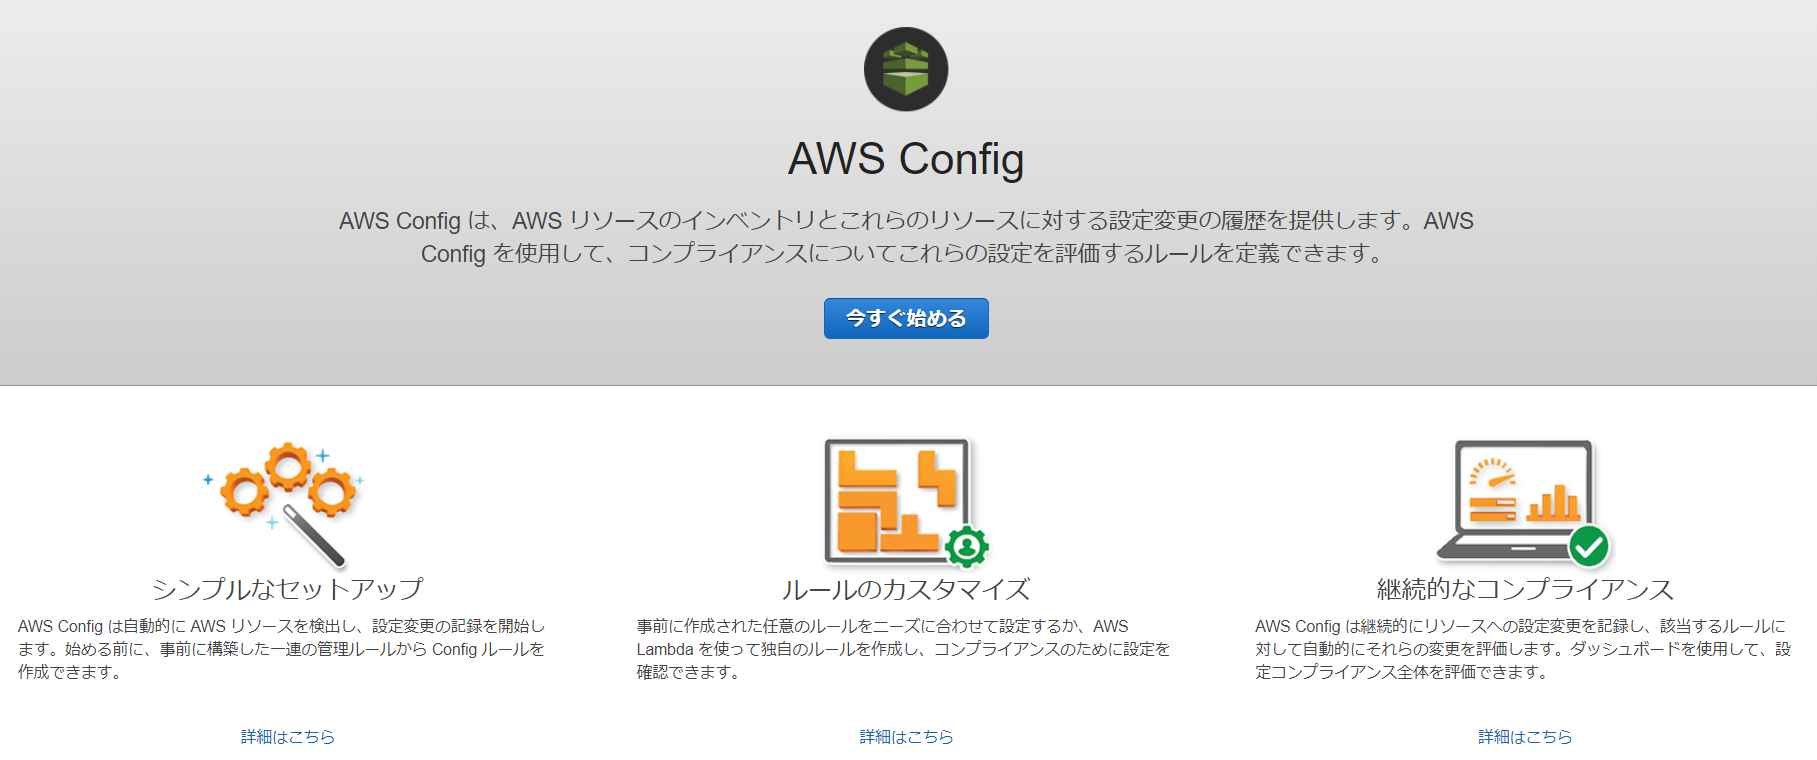 AWS Config
AWS Config は、AWS リソースのインベントリとこれらのリソースに対する設定変更の履歴を提供します。AWS
Config を使用して、コンプライアンスについてこれらの設定を評価するルールを定義できます。
今すぐ始める
シンプルなセットアップ
AWS Config は自動的に AWS リソースを検出し、設定変更の記録を開始し
ます。始める前に、事前に構築した一連の管理ルールから Config ルールを
作成できます。
詳細はこちら
ルールのカスタマイズ
事前に作成された任意のルールをニーズに合わせて設定するか、AWS
Lambda を使って独自のルールを作成し、コンプライアンスのために設定を
確認できます。
詳細はこちら
継続的なコンプライアンス
AWS Config は継続的にリソースへの設定変更を記録し、該当するルールに
対して自動的にそれらの変更を評価します。ダッシュボードを使用して、設
定コンプライアンス全体を評価できます。
詳細はこちら